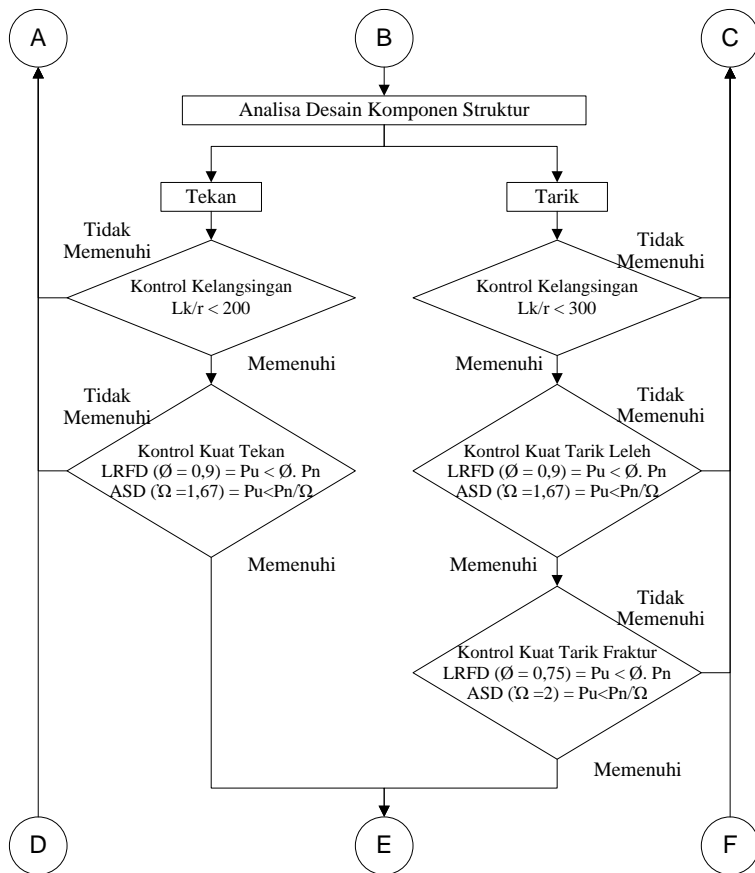 A
B
C
Analisa Desain Komponen Struktur
Tekan
Tarik
Tidak
Memenuhi
Tidak
Memenuhi
Kontrol Kelangsingan
Lk/r < 200
Kontrol Kelangsingan
Lk/r < 300
Memenuhi
Memenuhi
Tidak
Memenuhi
Tidak
Memenuhi
Kontrol Kuat Tekan
LRFD (Ø = 0,9) = Pu < Ø. Pn
ASD (Ώ =1,67) = Pu<Pn/Ώ
Kontrol Kuat Tarik Leleh
LRFD (Ø = 0,9) = Pu < Ø. Pn
ASD (Ώ =1,67) = Pu<Pn/Ώ
Memenuhi
Memenuhi
Tidak
Memenuhi
Kontrol Kuat Tarik Fraktur
LRFD (Ø = 0,75) = Pu < Ø. Pn
ASD (Ώ =2) = Pu<Pn/Ώ
Memenuhi
D
E
F